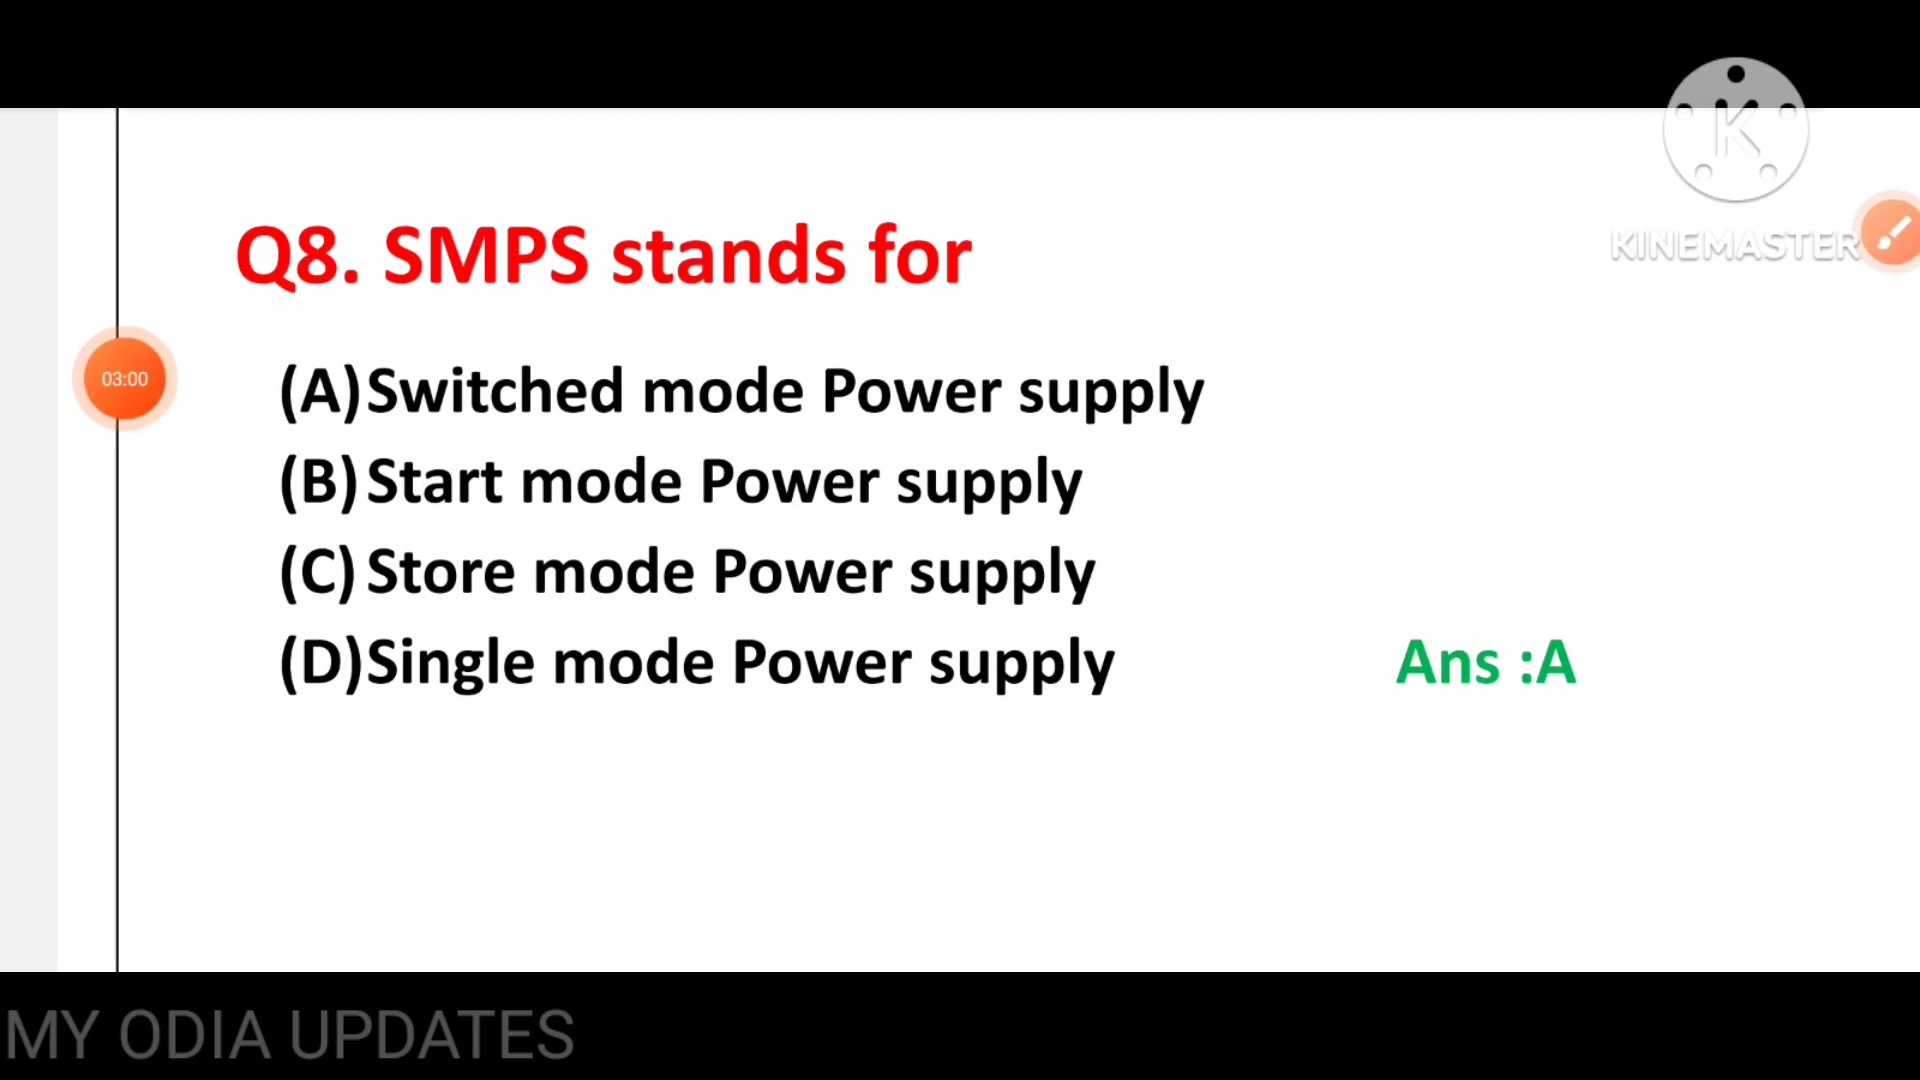 K
KINEMASTER
Q8. SMPS stands for
03:00
(A) Switched mode Power supply
(B) Start mode Power supply
(C) Store mode Power supply
(D) Single mode Power supply
Ans :A
MY ODIA UPDATES